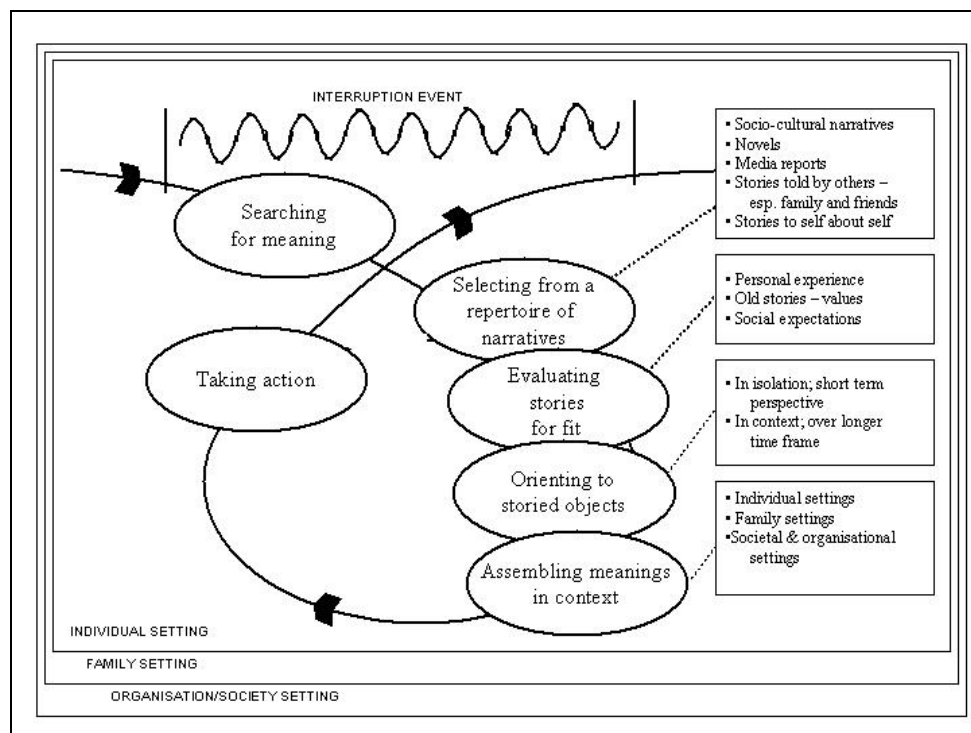 INTERRUPTION EVENT
Searching
for meaning
Selecting from a
repertoire of
narratives
Evaluating
stories
for fit
Orienting to
storied objects
Assembling meanings
in context
Taking action
▪ Socio-cultural narratives
▪ Novels
▪ Media reports
▪ Stories told by others –
esp. family and friends
▪ Stories to self about self
▪ Personal experience
▪ Old stories – values
▪ Social expectations
▪ In isolation; short term
perspective
▪ In context; over longer
time frame
▪ Individual settings
▪ Family settings
▪Societal & organisational
settings
INDIVIDUAL SETTING
FAMILY SETTING
ORGANISATION/SOCIETY SETTING